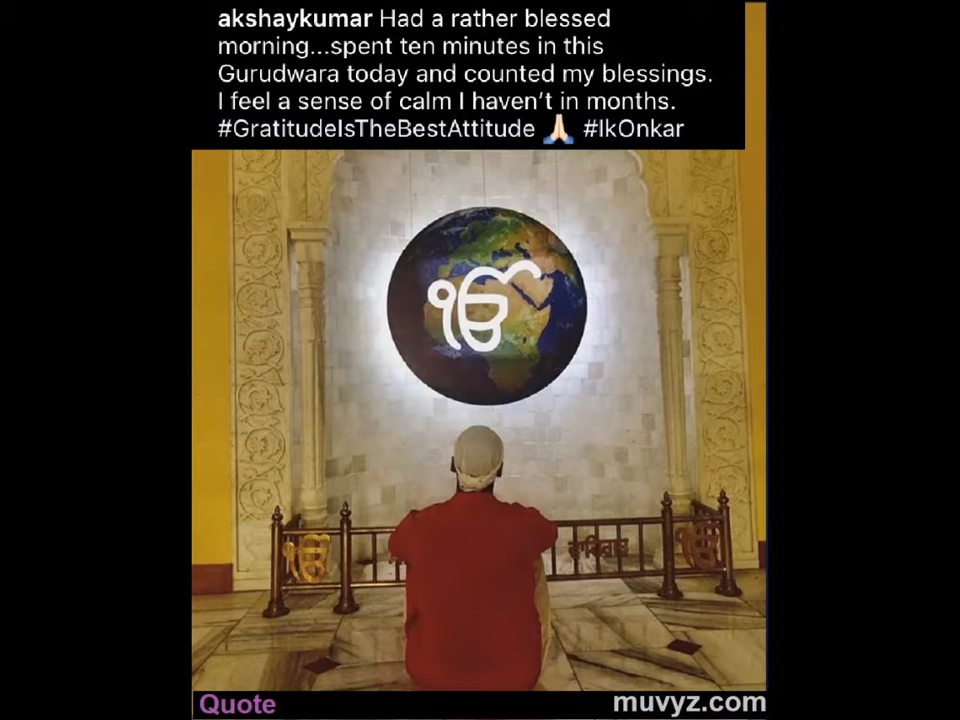 akshaykumar Had a rather blessed
morning...spent ten minutes in this
Gurudwara today and counted my blessings.
I feel a sense of calm I haven't in months.
#GratitudeIsTheBestAttitude 🙏🏻 #IkOnkar
ੴ
ੴ
ੴ
Quote
muvyz.com